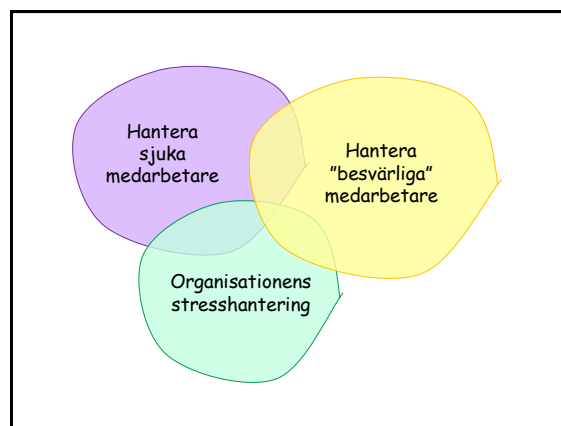 Hantera
sjuka
medarbetare
Hantera
”besvärliga”
medarbetare
Organisationens
stresshantering